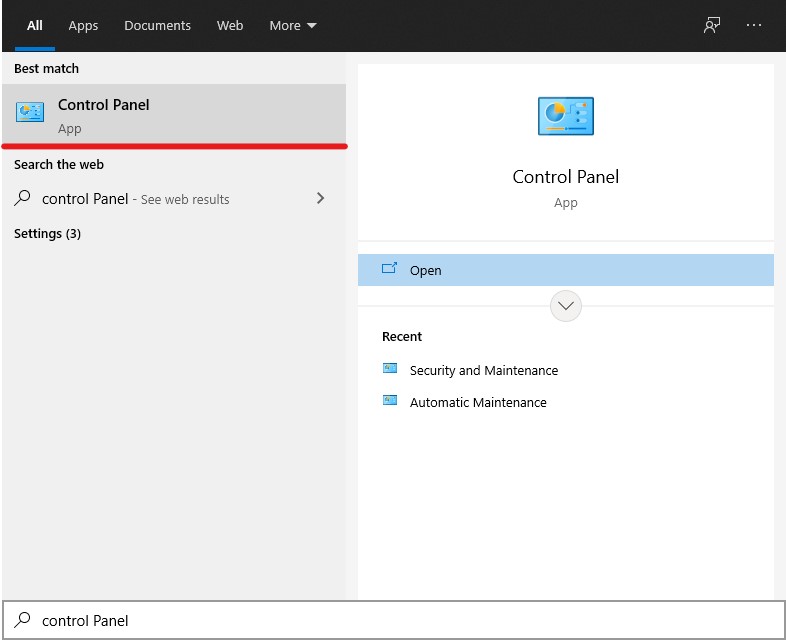 All Apps Documents Web More
Best match
Control Panel
App
Search the web
control Panel - See web results
Settings (3)
Control Panel
App
Open
Recent
Security and Maintenance
Automatic Maintenance
control Panel